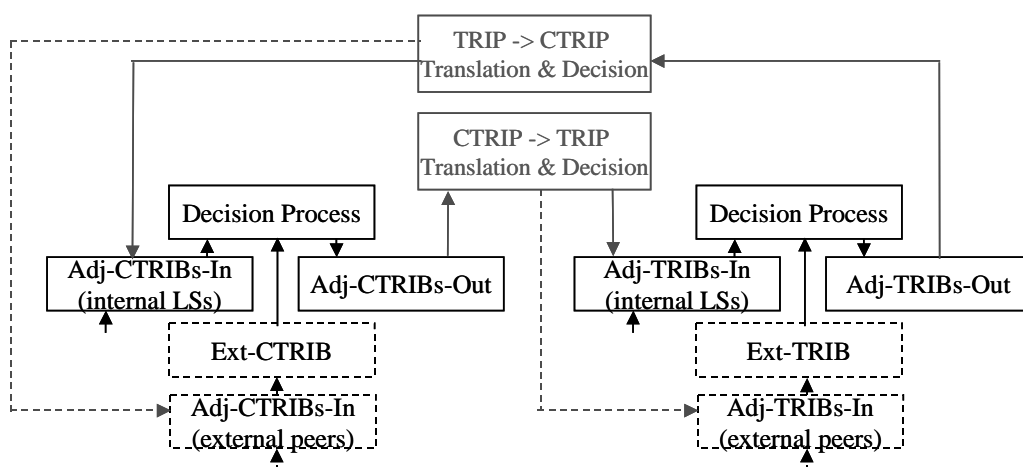 TRIP -> CTRIP
Translation & Decision
CTRIP -> TRIP
Translation & Decision
Decision Process
Adj-CTRIBs-In
(internal LSs)
Adj-CTRIBs-Out
Ext-CTRIB
Adj-CTRIBs-In
(external peers)
Decision Process
Adj-TRIBs-In
(internal LSs)
Adj-TRIBs-Out
Ext-TRIB
Adj-TRIBs-In
(external peers)